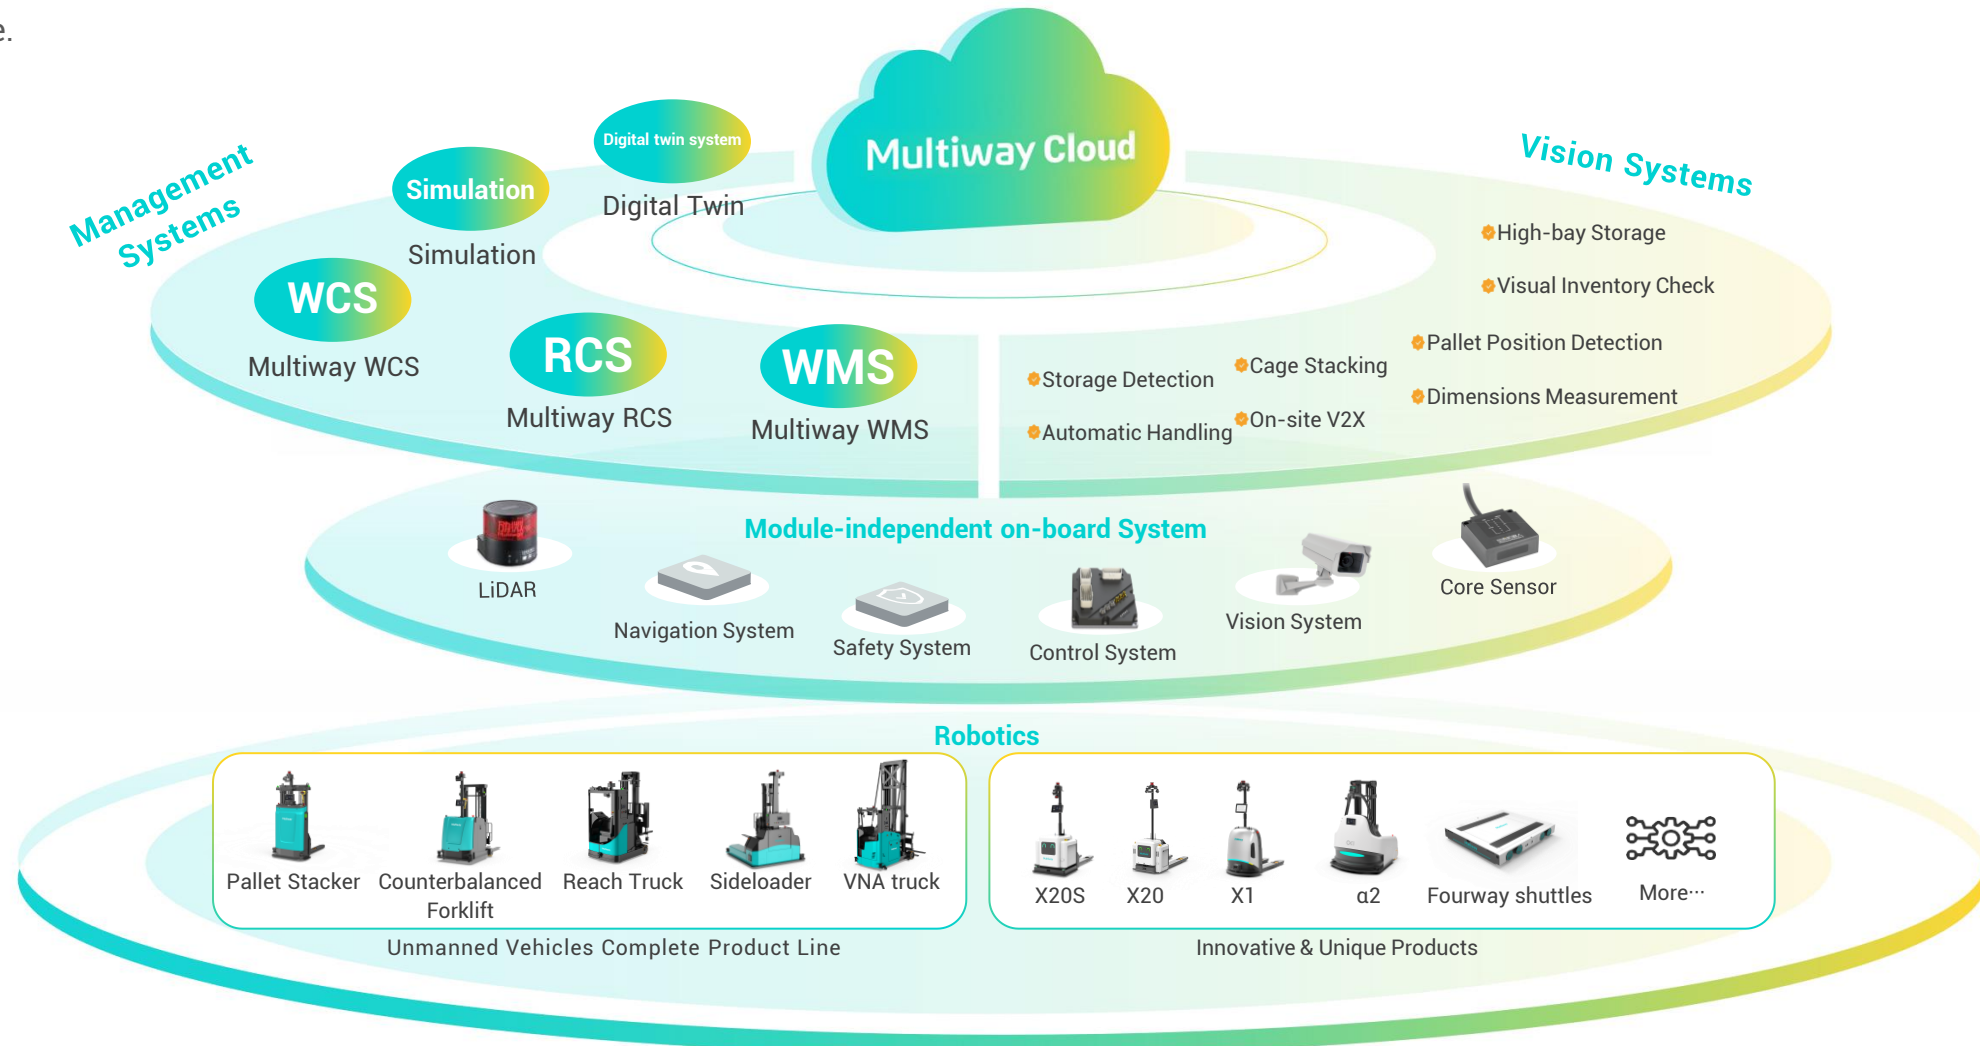 e.
Multiway Cloud
Management
Systems
Digital twin system
Digital Twin
Simulation
Simulation
WCS
Multiway WCS
RCS
Multiway RCS
WMS
Multiway WMS
Vision Systems
High-bay Storage
Visual Inventory Check
Pallet Position Detection
Dimensions Measurement
Cage Stacking
On-site V2X
Storage Detection
Automatic Handling
Module-independent on-board System
LiDAR
Navigation System
Safety System
Control System
Vision System
Core Sensor
Robotics
Pallet Stacker
Counterbalanced
Forklift
Reach Truck
Sideloader
VNA truck
Unmanned Vehicles Complete Product Line
X20S
X20
X1
α2
Fourway shuttles
More···
Innovative & Unique Products